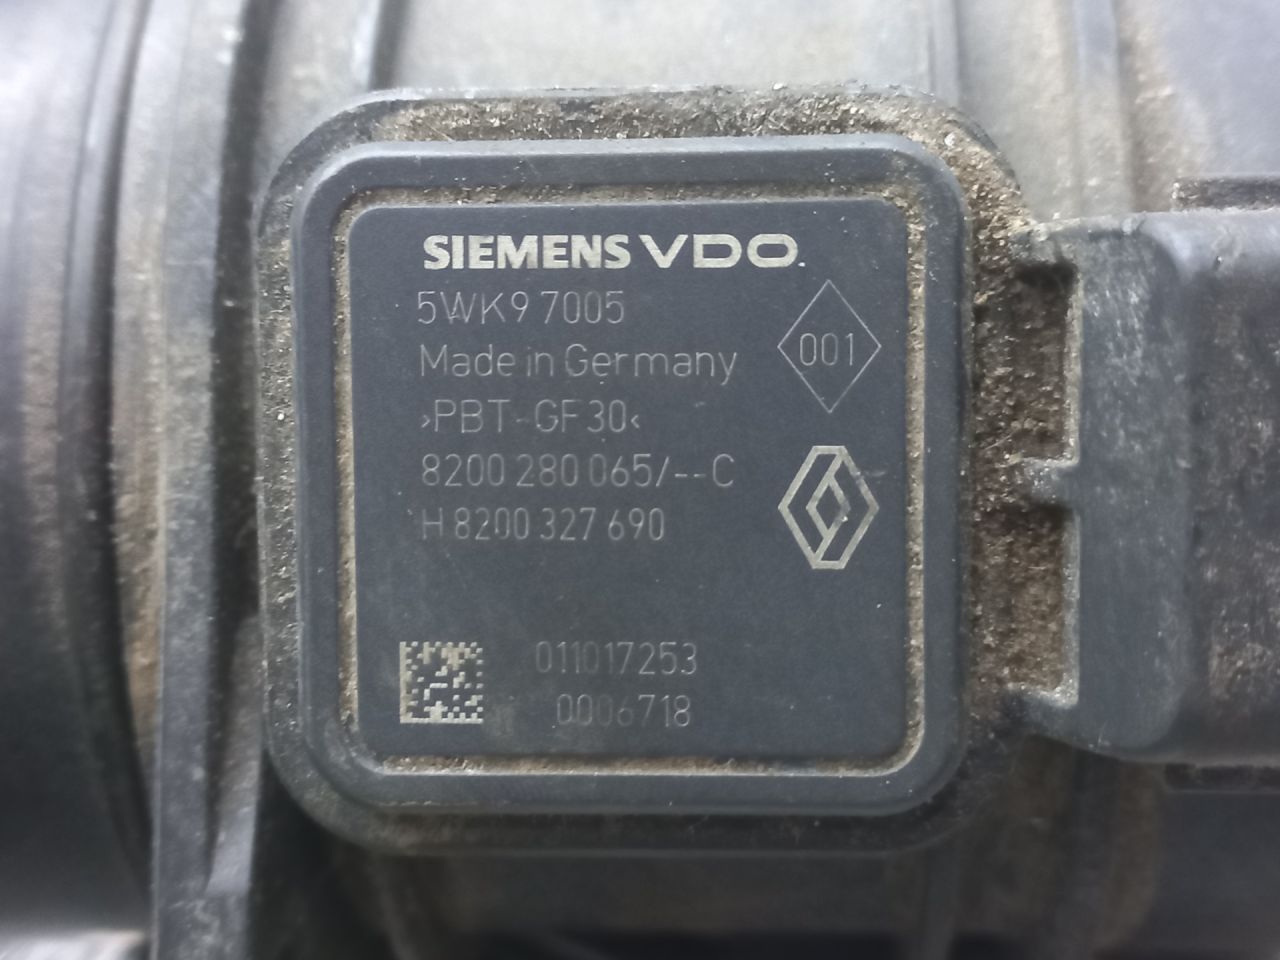 SIEMENS VDO
5WK9 7005
Made in Germany
001
›PBT-GF30‹
8200 280 065/--C
H 8200 327 690
011017253
0006718